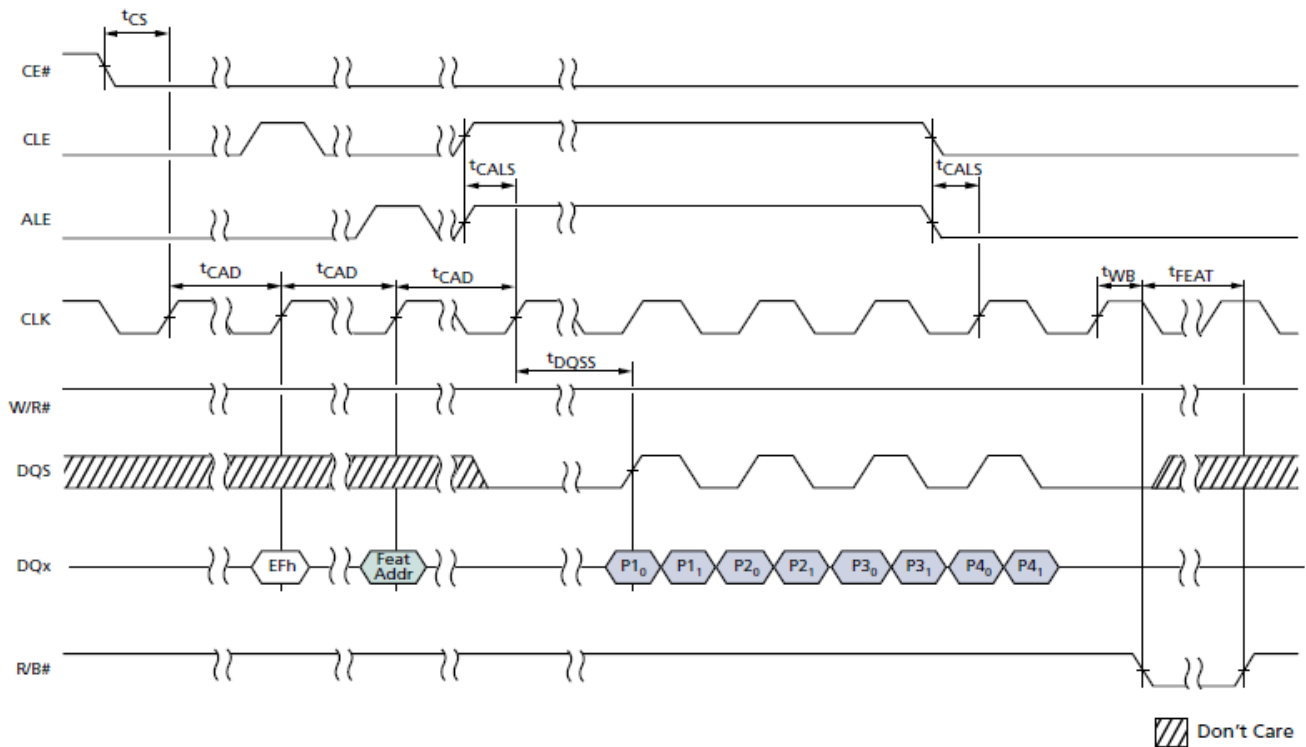 tCS
CE#
CLE
tCALS tCALS
ALE
tCAD tCAD tCAD tWB tFEAT
CLK
tDQSS
W/R#
DQS
DQx EFh Feat Addr P1₀ P1₁ P2₀ P2₁ P3₀ P3₁ P4₀ P4₁
R/B#
Don't Care